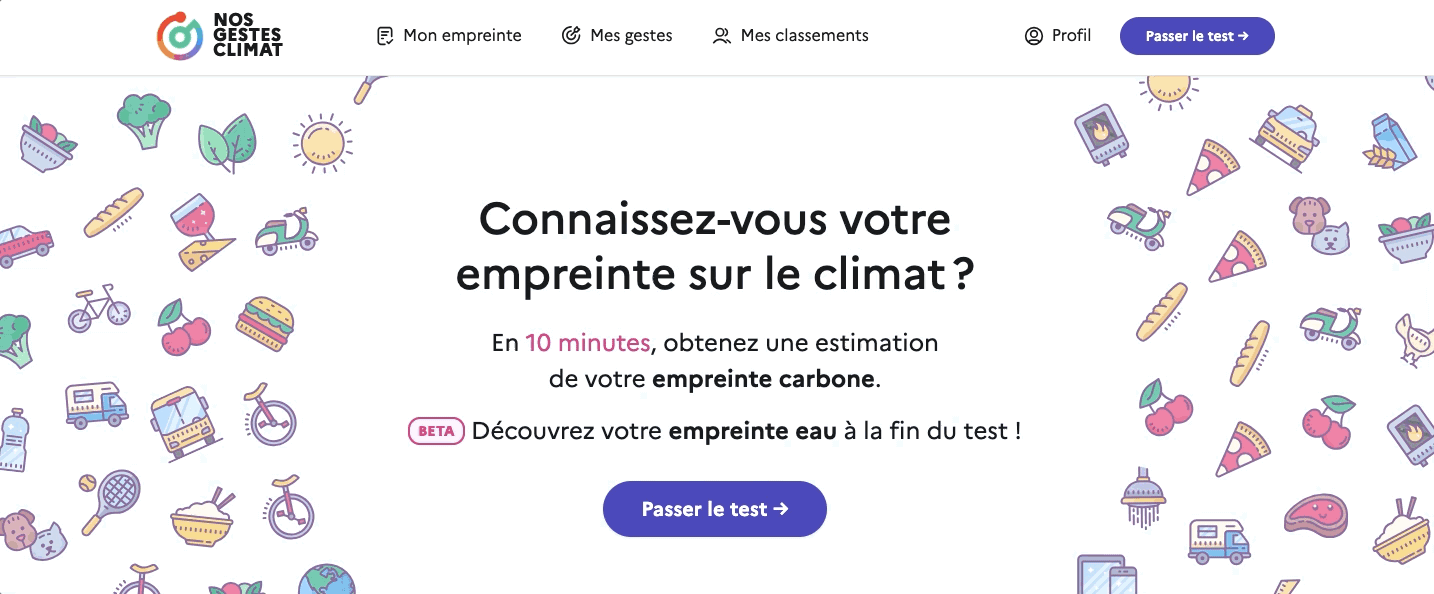 NOS
GESTES
CLIMAT
Mon empreinte
Mes gestes
Mes classements
Profil
Passer le test →
Connaissez-vous votre
empreinte sur le climat ?
En 10 minutes, obtenez une estimation
de votre empreinte carbone.
BETA Découvrez votre empreinte eau à la fin du test !
Passer le test →